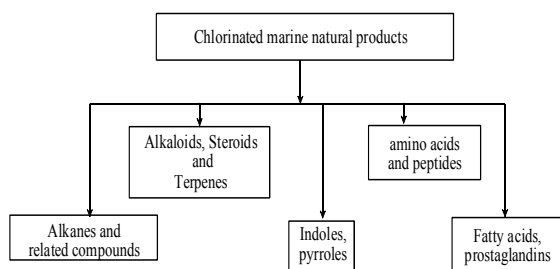 Chlorinated marine natural products
Alkaloids, Steroids
and
Terpenes
amino acids
and peptides
Alkanes and
related compounds
Indoles,
pyrroles
Fatty acids,
prostaglandins